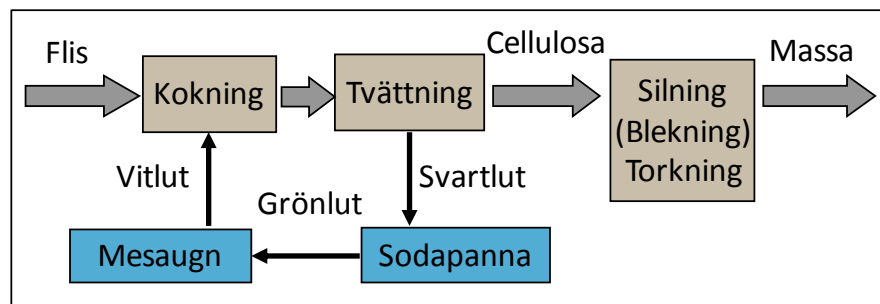 Flis
Kokning
Tvättning
Cellulosa
Silning
(Blekning)
Torkning
Massa
Vitlut
Grönlut
Svartlut
Mesaugn
Sodapanna